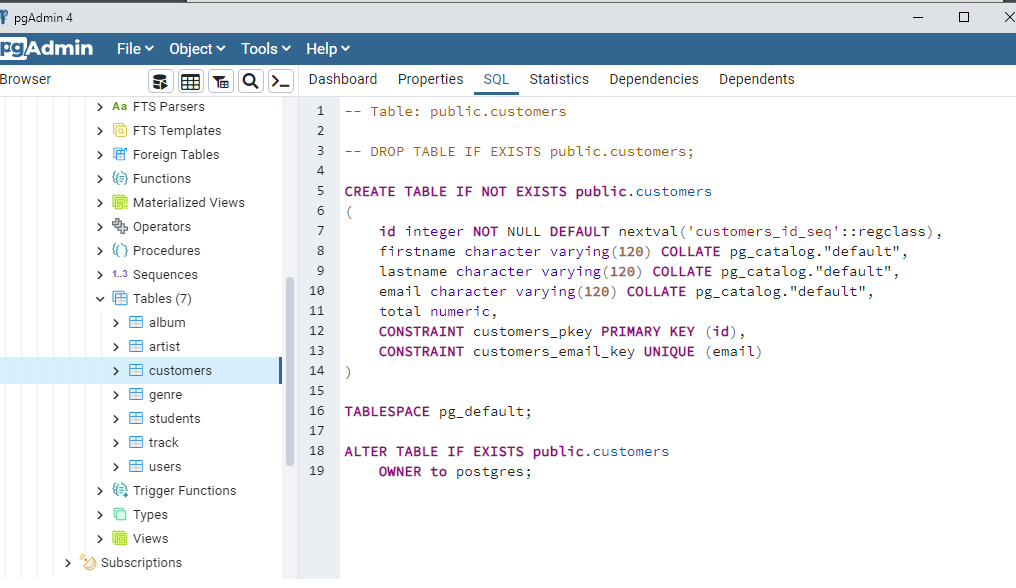 pgAdmin 4
pgAdmin File Object Tools Help
Browser
Dashboard Properties SQL Statistics Dependencies Dependents
Aa FTS Parsers
FTS Templates
Foreign Tables
Functions
Materialized Views
Operators
Procedures
1..3 Sequences
Tables (7)
album
artist
customers
genre
students
track
users
Trigger Functions
Types
Views
Subscriptions
1 -- Table: public.customers
2
3 -- DROP TABLE IF EXISTS public.customers;
4
5 CREATE TABLE IF NOT EXISTS public.customers
6 (
7 id integer NOT NULL DEFAULT nextval('customers_id_seq'::regclass),
8 firstname character varying(120) COLLATE pg_catalog."default",
9 lastname character varying(120) COLLATE pg_catalog."default",
10 email character varying(120) COLLATE pg_catalog."default",
11 total numeric,
12 CONSTRAINT customers_pkey PRIMARY KEY (id),
13 CONSTRAINT customers_email_key UNIQUE (email)
14 )
15
16 TABLESPACE pg_default;
17
18 ALTER TABLE IF EXISTS public.customers
19 OWNER to postgres;